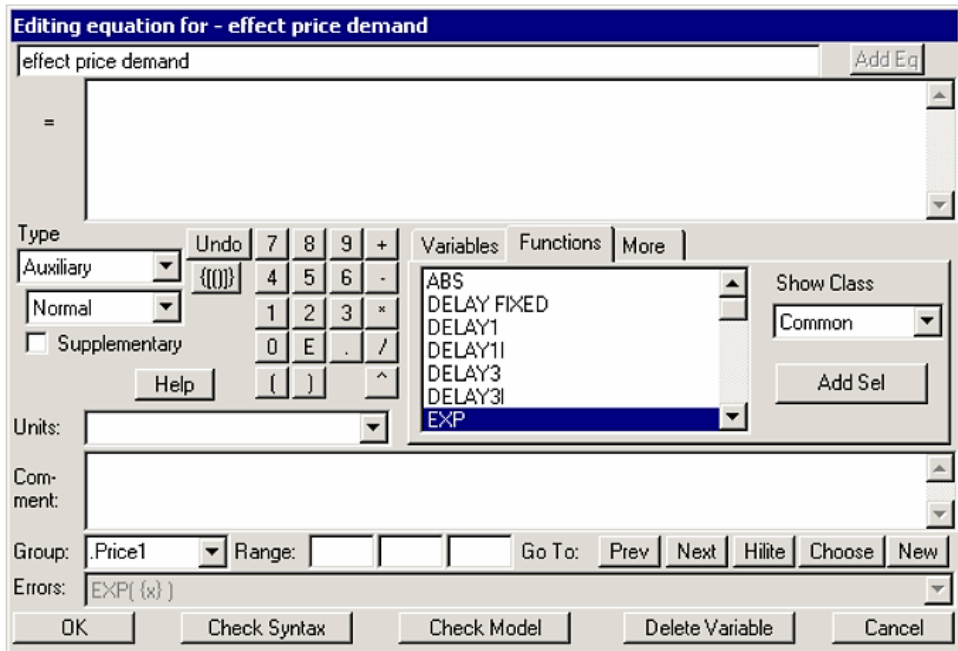 Editing equation for - effect price demand
effect price demand Add Eq
=
Type
Undo 7 8 9 + Variables Functions More
Auxiliary {[()]} 4 5 6 - ABS Show Class
DELAY FIXED
Normal 1 2 3 * DELAY1 Common
DELAY1I
Supplementary 0 E . / DELAY3 Add Sel
Help ( ) ^ DELAY3I
EXP
Units:
Com-
ment:
Group: .Price1 Range: Go To: Prev Next Hilite Choose New
Errors: EXP( {x} )
OK Check Syntax Check Model Delete Variable Cancel